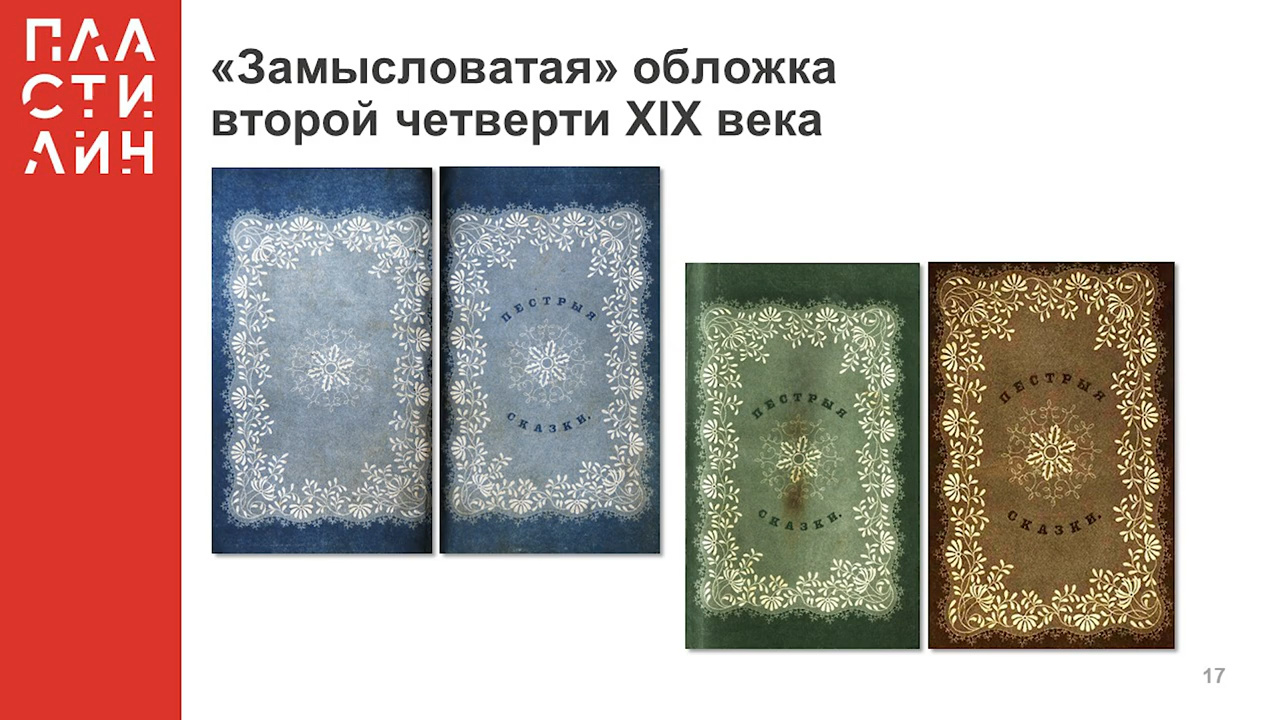 ПЛА
СТИ
ЛИН
«Замысловатая» обложка
второй четверти XIX века
ПЕСТРЫЯ
СКАЗКИ.
ПЕСТРЫЯ
СКАЗКИ.
ПЕСТРЫЯ
СКАЗКИ.
17